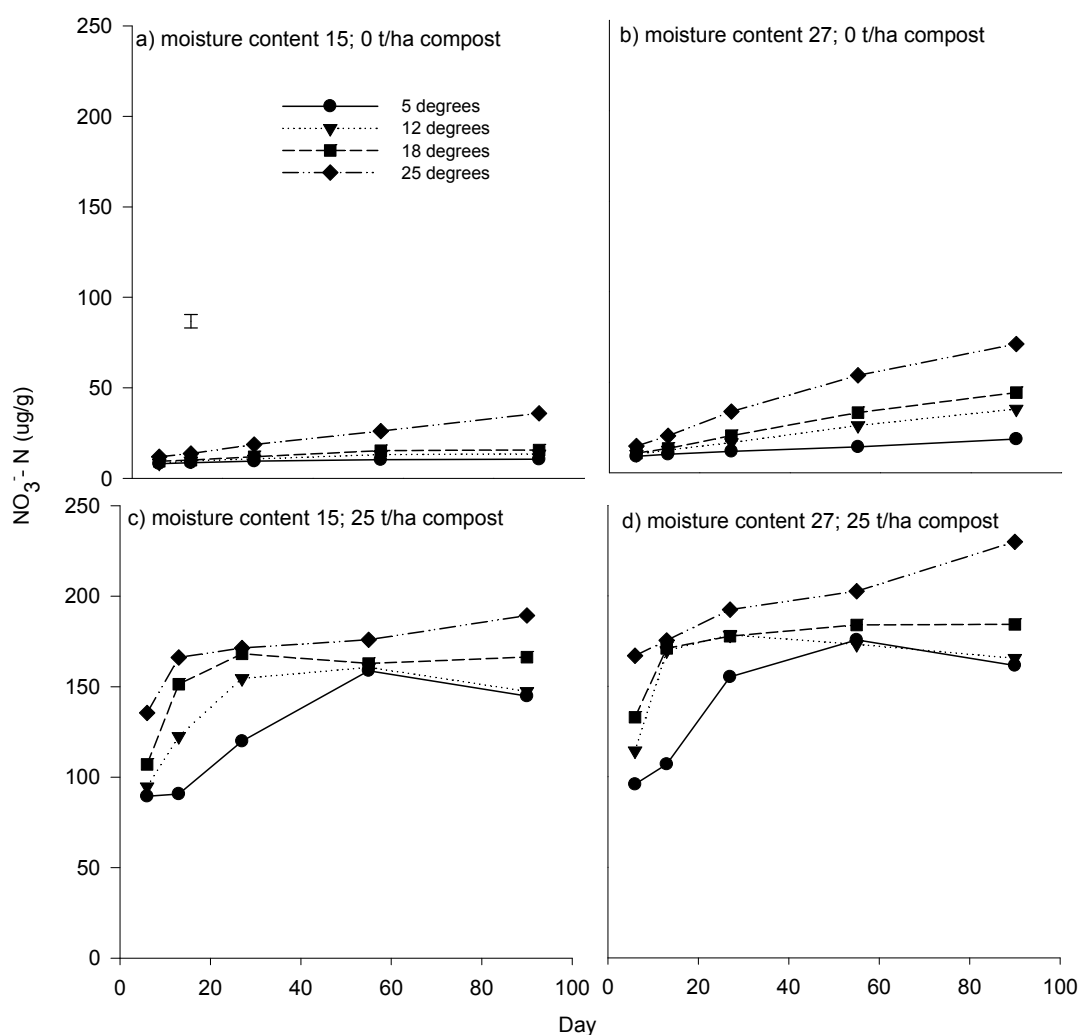 a) moisture content 15; 0 t/ha compost
b) moisture content 27; 0 t/ha compost
250
200
150
100
50
0
5 degrees
12 degrees
18 degrees
25 degrees
NO₃⁻- N (ug/g)
c) moisture content 15; 25 t/ha compost
d) moisture content 27; 25 t/ha compost
250
200
150
100
50
0
0 20 40 60 80 100
0 20 40 60 80 100
Day